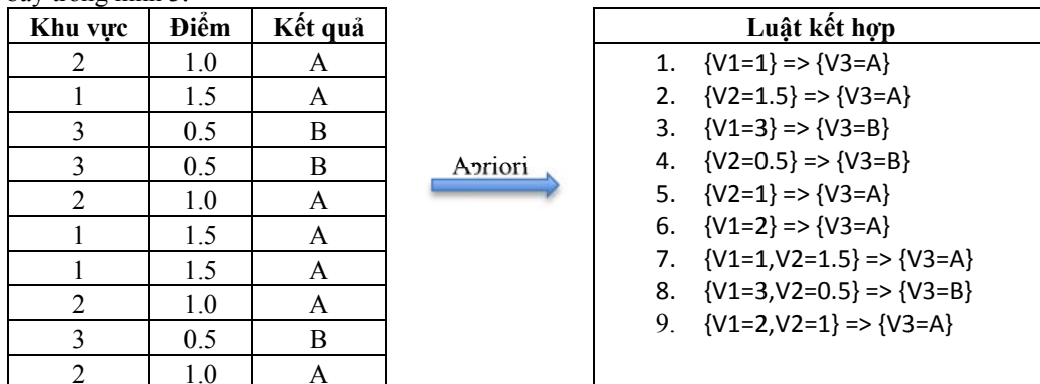 Khu vực Điểm Kết quả
2 1.0 A
1 1.5 A
3 0.5 B
3 0.5 B
2 1.0 A
1 1.5 A
1 1.5 A
2 1.0 A
3 0.5 B
2 1.0 A
Apriori
Luật kết hợp
1. {V1=1} => {V3=A}
2. {V2=1.5} => {V3=A}
3. {V1=3} => {V3=B}
4. {V2=0.5} => {V3=B}
5. {V2=1} => {V3=A}
6. {V1=2} => {V3=A}
7. {V1=1,V2=1.5} => {V3=A}
8. {V1=3,V2=0.5} => {V3=B}
9. {V1=2,V2=1} => {V3=A}